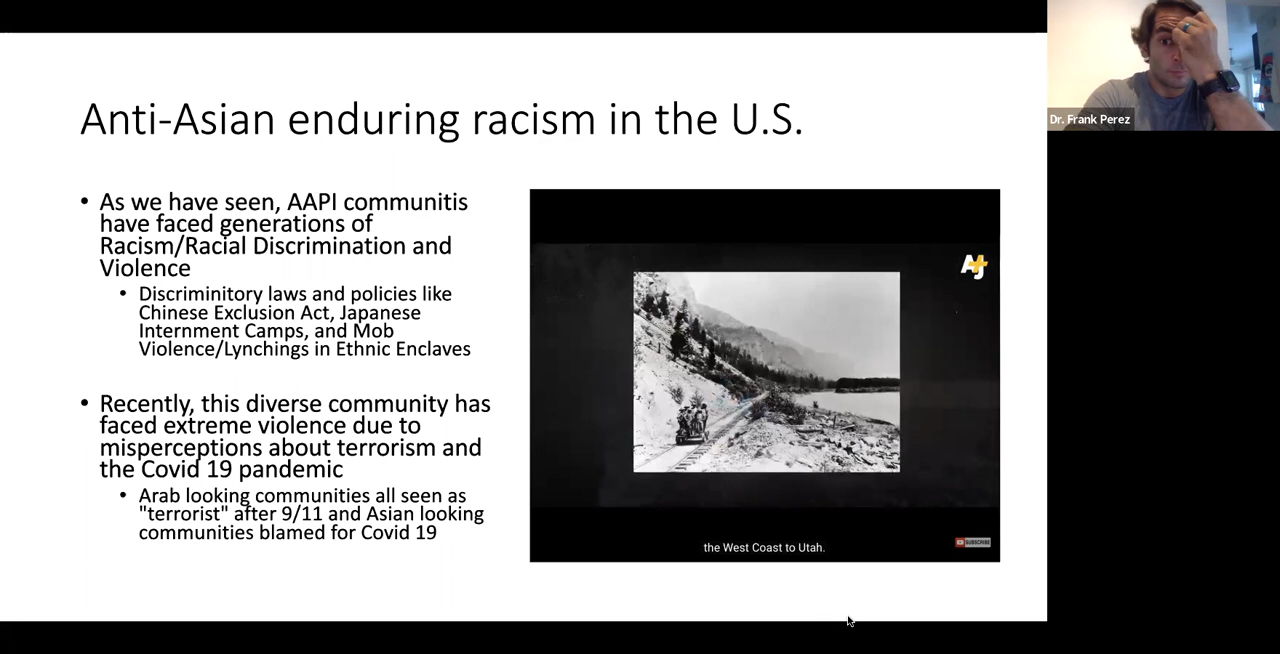 Anti-Asian enduring racism in the U.S.
• As we have seen, AAPI communitis
have faced generations of
Racism/Racial Discrimination and
Violence
• Discriminitory laws and policies like
Chinese Exclusion Act, Japanese
Internment Camps, and Mob
Violence/Lynchings in Ethnic Enclaves
• Recently, this diverse community has
faced extreme violence due to
misperceptions about terrorism and
the Covid 19 pandemic
• Arab looking communities all seen as
"terrorist" after 9/11 and Asian looking
communities blamed for Covid 19
AJ+
the West Coast to Utah.
SUBSCRIBE
Dr. Frank Perez